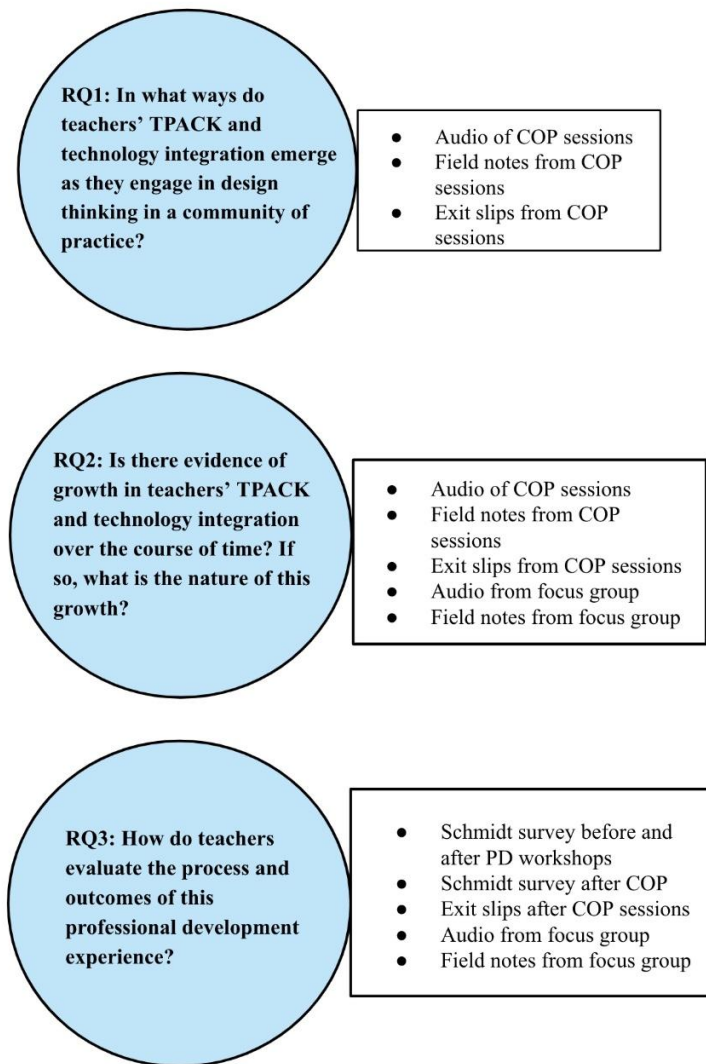 RQ1: In what ways do
teachers’ TPACK and
technology integration emerge
as they engage in design
thinking in a community of
practice?
● Audio of COP sessions
● Field notes from COP
sessions
● Exit slips from COP
sessions
RQ2: Is there evidence of
growth in teachers’ TPACK
and technology integration
over the course of time? If
so, what is the nature of this
growth?
● Audio of COP sessions
● Field notes from COP
sessions
● Exit slips from COP sessions
● Audio from focus group
● Field notes from focus group
RQ3: How do teachers
evaluate the process and
outcomes of this
professional development
experience?
● Schmidt survey before and
after PD workshops
● Schmidt survey after COP
● Exit slips after COP sessions
● Audio from focus group
● Field notes from focus group